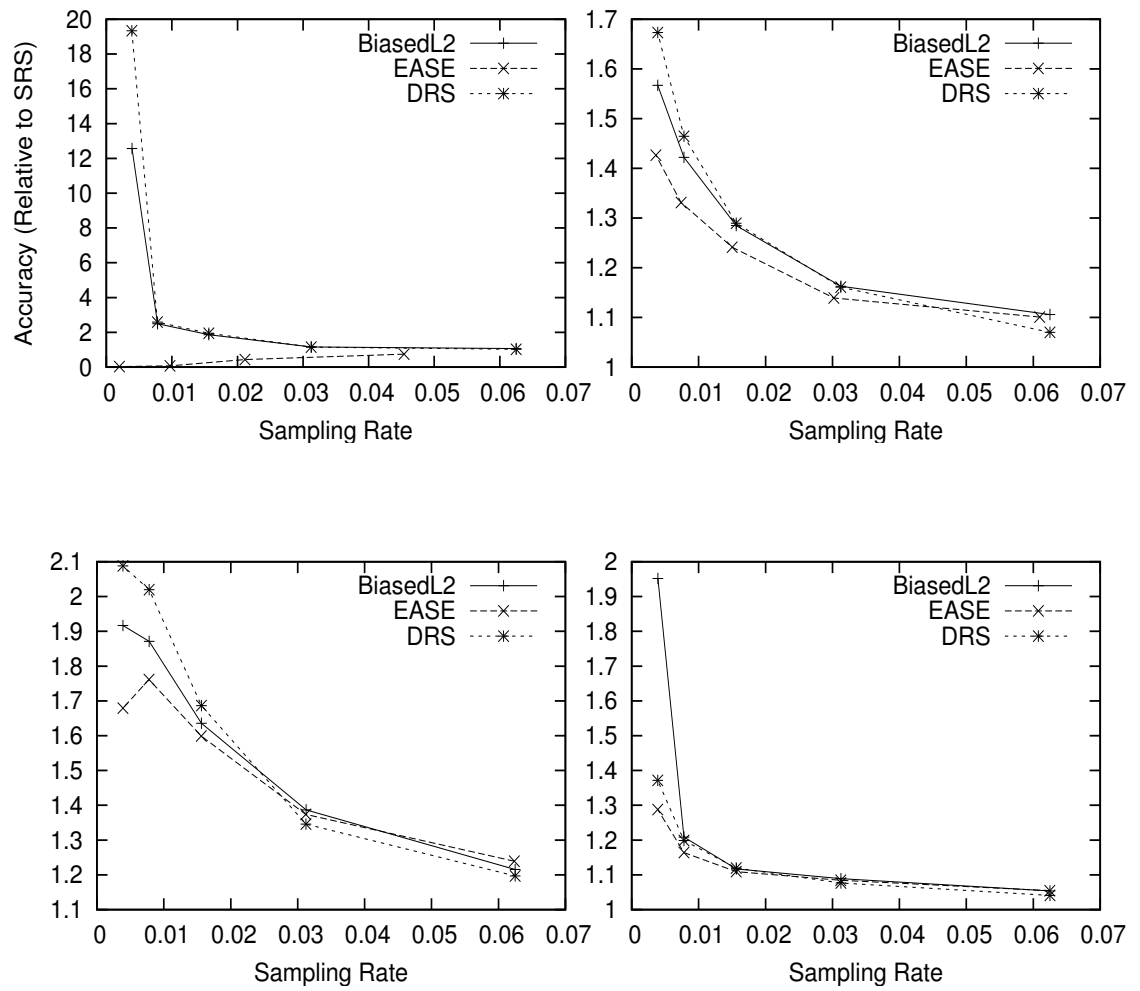 Accuracy (Relative to SRS)
20
18
16
14
12
10
8
6
4
2
0
BiasedL2
EASE
DRS
0 0.01 0.02 0.03 0.04 0.05 0.06 0.07
Sampling Rate
1.7
1.6
1.5
1.4
1.3
1.2
1.1
1
BiasedL2
EASE
DRS
0 0.01 0.02 0.03 0.04 0.05 0.06 0.07
Sampling Rate
2.1
2
1.9
1.8
1.7
1.6
1.5
1.4
1.3
1.2
1.1
BiasedL2
EASE
DRS
0 0.01 0.02 0.03 0.04 0.05 0.06 0.07
Sampling Rate
2
1.9
1.8
1.7
1.6
1.5
1.4
1.3
1.2
1.1
1
BiasedL2
EASE
DRS
0 0.01 0.02 0.03 0.04 0.05 0.06 0.07
Sampling Rate